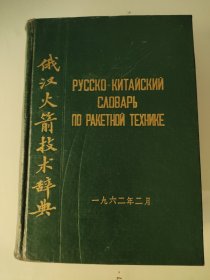 俄汉火箭技术辞典
РУССКО-КИТАЙСКИЙ
СЛОВАРЬ
ПО РАКЕТНОЙ ТЕХНИКЕ
一九六二年二月